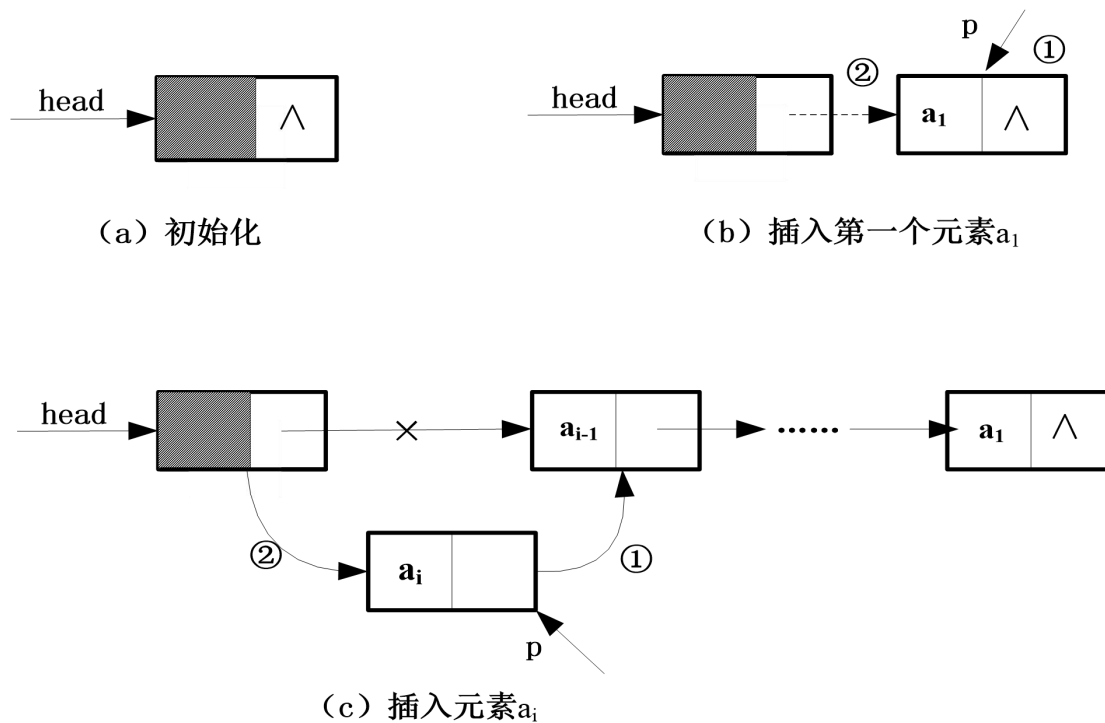 head
∧
（a）初始化
head
②
p
①
a₁
∧
（b）插入第一个元素a₁
head
×
aᵢ₋₁
……
a₁
∧
②
aᵢ
①
p
（c）插入元素aᵢ